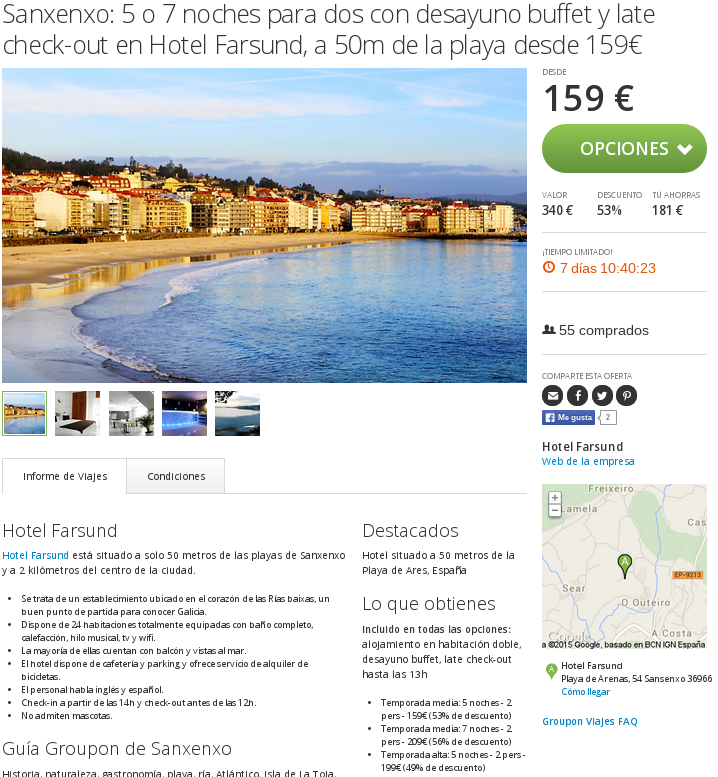 Sanxenxo: 5 o 7 noches para dos con desayuno buffet y late
check-out en Hotel Farsund, a 50m de la playa desde 159€
DESDE
159 €
OPCIONES
VALOR DESCUENTO TÚ AHORRAS
340 € 53% 181 €
¡TIEMPO LIMITADO!
7 días 10:40:23
55 comprados
COMPARTE ESTA OFERTA
Me gusta 2
Hotel Farsund
Web de la empresa
Freixeiro
Lamela
Cas
A
EP-9213
Sear
O Outeiro
A Costa
Google
a ©2015 Google, basado en BCN IGN España
A Hotel Farsund
Playa de Arenas, 54 Sansenxo 36966
Cómo llegar
Groupon Viajes FAQ
Informe de Viajes Condiciones
Hotel Farsund
Hotel Farsund está situado a solo 50 metros de las playas de Sanxenxo
y a 2 kilómetros del centro de la ciudad.
• Se trata de un establecimiento ubicado en el corazón de las Rías baixas, un
buen punto de partida para conocer Galicia.
• Dispone de 24 habitaciones totalmente equipadas con baño completo,
calefacción, hilo musical, tv y wifi.
• La mayoría de ellas cuentan con balcón y vistas al mar.
• El hotel dispone de cafetería y parking y ofrece servicio de alquiler de
bicicletas.
• El personal habla inglés y español.
• Check-in a partir de las 14h y check-out antes de las 12h.
• No admiten mascotas.
Guía Groupon de Sanxenxo
Historia, naturaleza, gastronomía, playa, ría, Atlántico, Isla de La Toja,
Destacados
Hotel situado a 50 metros de la
Playa de Ares, España
Lo que obtienes
Incluido en todas las opciones:
alojamiento en habitación doble,
desayuno buffet, late check-out
hasta las 13h
• Temporada media: 5 noches - 2
pers - 159€ (53% de descuento)
• Temporada media: 7 noches - 2
pers - 209€ (56% de descuento)
• Temporada alta: 5 noches - 2 pers -
199€ (49% de descuento)